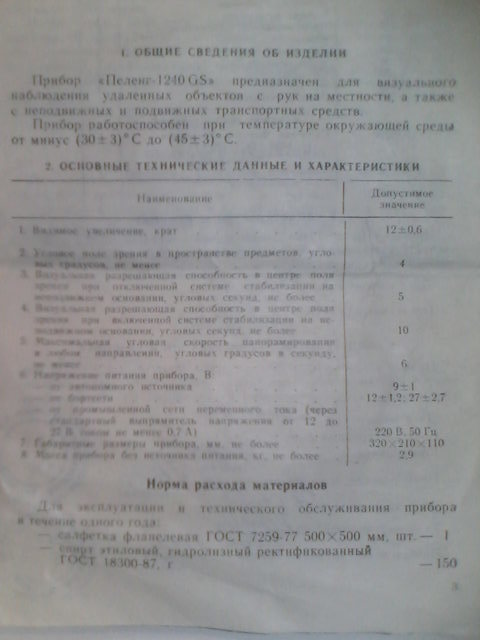 1. ОБЩИЕ СВЕДЕНИЯ ОБ ИЗДЕЛИИ
Прибор «Пеленг-1240 GS» предназначен для визуального
наблюдения удаленных объектов с рук на местности, а также
с неподвижных и подвижных транспортных средств.
Прибор работоспособен при температуре окружающей среды
от минус (30±3)°С до (45±3)°С.
2. ОСНОВНЫЕ ТЕХНИЧЕСКИЕ ДАННЫЕ И ХАРАКТЕРИСТИКИ
Наименование
Допустимое
значение
1. Видимое увеличение, крат 12±0,6
2. Угловое поле зрения в пространстве предметов, угло-
вых градусов, не менее 4
3. Визуальная разрешающая способность в центре поля
зрения при отключенной системе стабилизации на
неподвижном основании, угловых секунд, не более 5
4. Визуальная разрешающая способность в центре поля
зрения при включенной системе стабилизации на не-
подвижном основании, угловых секунд, не более 10
5. Максимальная угловая скорость панорамирования
в любом направлении, угловых градусов в секунду,
не менее 6
6. Напряжение питания прибора, В:
— от автономного источника 9±1
— от бортсети 12±1,2; 27±2,7
— от промышленной сети переменного тока (через
стандартный выпрямитель напряжения от 12 до
27 В, током не менее 0,7 А) 220 В, 50 Гц
7. Габаритные размеры прибора, мм, не более 320×210×110
8. Масса прибора без источника питания, кг, не более 2,9
Норма расхода материалов
Для эксплуатации и технического обслуживания прибора
в течение одного года:
— салфетка фланелевая ГОСТ 7259-77 500×500 мм, шт. — 1
— спирт этиловый, гидролизный ректификованный
ГОСТ 18300-87, г — 150
3